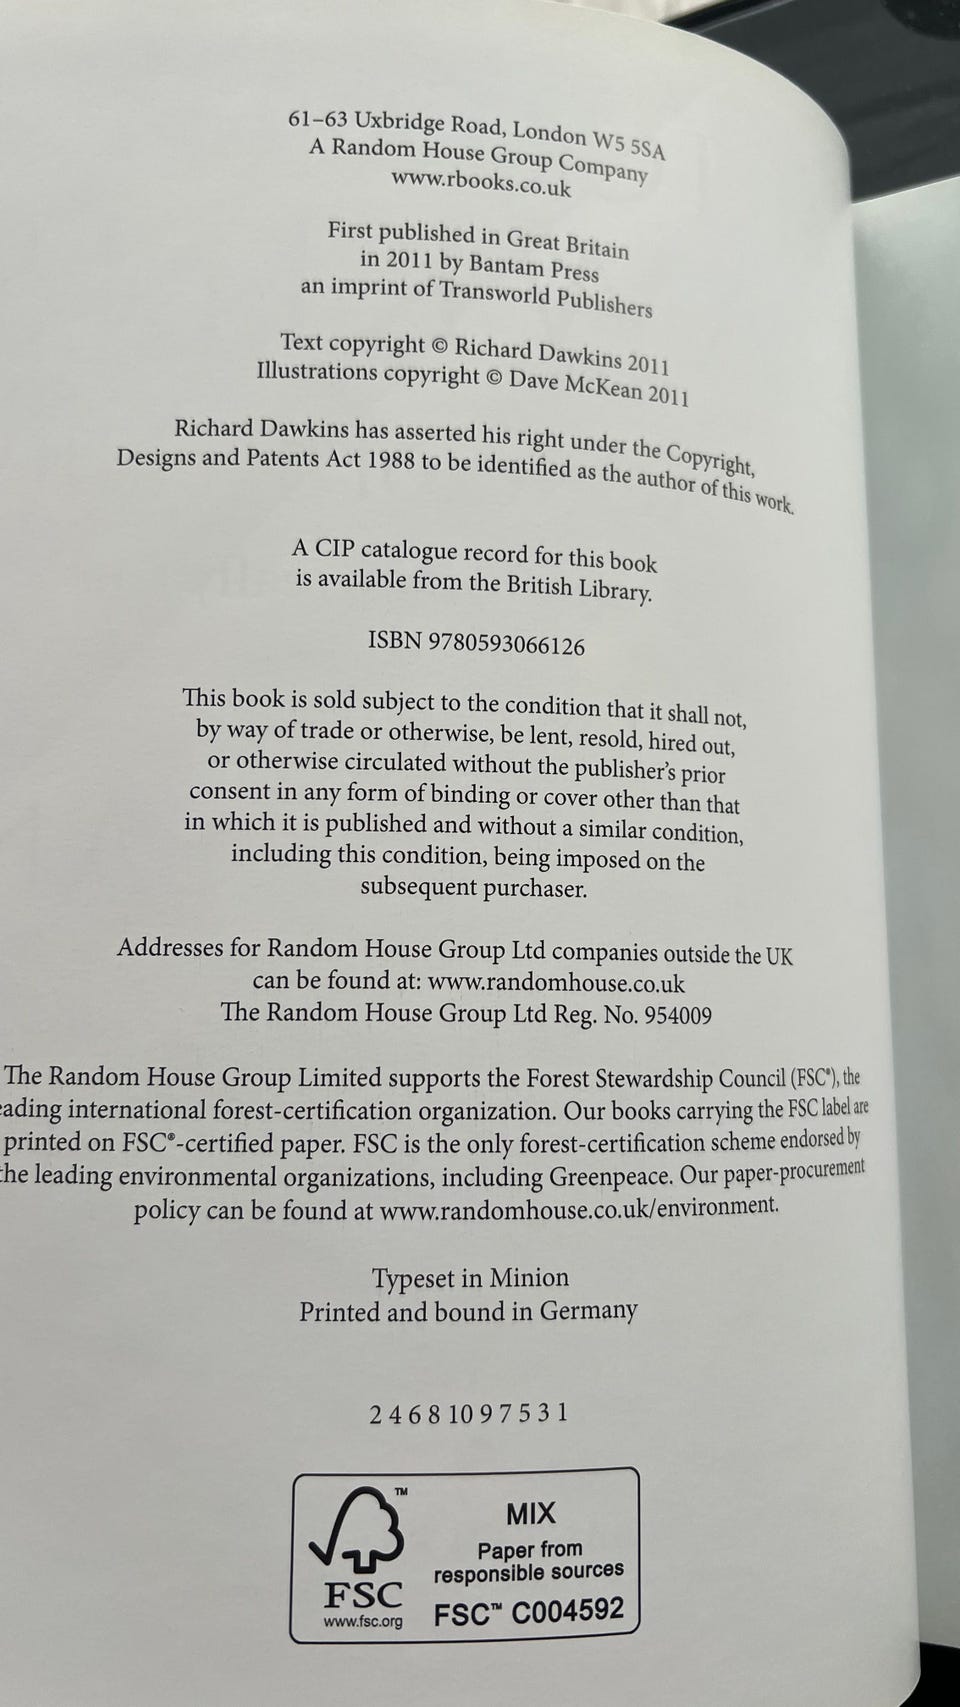 61–63 Uxbridge Road, London W5 5SA
A Random House Group Company
www.rbooks.co.uk
First published in Great Britain
in 2011 by Bantam Press
an imprint of Transworld Publishers
Text copyright © Richard Dawkins 2011
Illustrations copyright © Dave McKean 2011
Richard Dawkins has asserted his right under the Copyright,
Designs and Patents Act 1988 to be identified as the author of this work.
A CIP catalogue record for this book
is available from the British Library.
ISBN 9780593066126
This book is sold subject to the condition that it shall not,
by way of trade or otherwise, be lent, resold, hired out,
or otherwise circulated without the publisher's prior
consent in any form of binding or cover other than that
in which it is published and without a similar condition,
including this condition, being imposed on the
subsequent purchaser.
Addresses for Random House Group Ltd companies outside the UK
can be found at: www.randomhouse.co.uk
The Random House Group Ltd Reg. No. 954009
The Random House Group Limited supports the Forest Stewardship Council (FSC®), the
eading international forest-certification organization. Our books carrying the FSC label are
printed on FSC®-certified paper. FSC is the only forest-certification scheme endorsed by
the leading environmental organizations, including Greenpeace. Our paper-procurement
policy can be found at www.randomhouse.co.uk/environment.
Typeset in Minion
Printed and bound in Germany
2 4 6 8 10 9 7 5 3 1
™
FSC
www.fsc.org
MIX
Paper from
responsible sources
FSC™ C004592